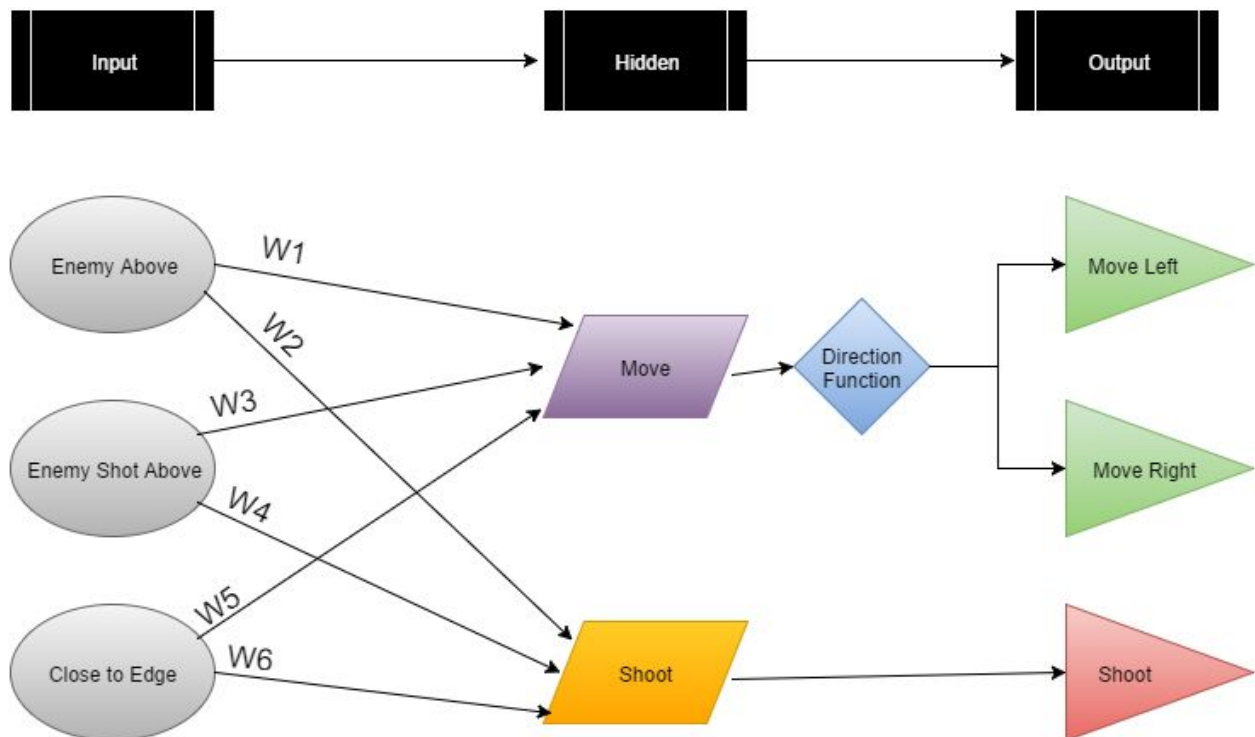 Input
Hidden
Output
Enemy Above
W1
W2
Move Left
Move
Direction
Function
W3
Enemy Shot Above
Move Right
W4
W5
W6
Close to Edge
Shoot
Shoot